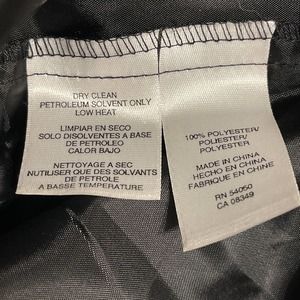 DRY CLEAN
PETROLEUM SOLVENT ONLY
LOW HEAT
LIMPIAR EN SECO
SOLO DISOLVENTES A BASE
DE PETROLEO
CALOR BAJO
NETTOYAGE A SEC
NUTILISER QUE DES SOLVANTS
DE PETROLE
A BASSE TEMPERATURE
100% POLYESTER/
POLYESTER/
POLYESTER
MADE IN CHINA
HECHO EN CHINA
FABRIQUE EN CHINE
RN 54050
CA 08349